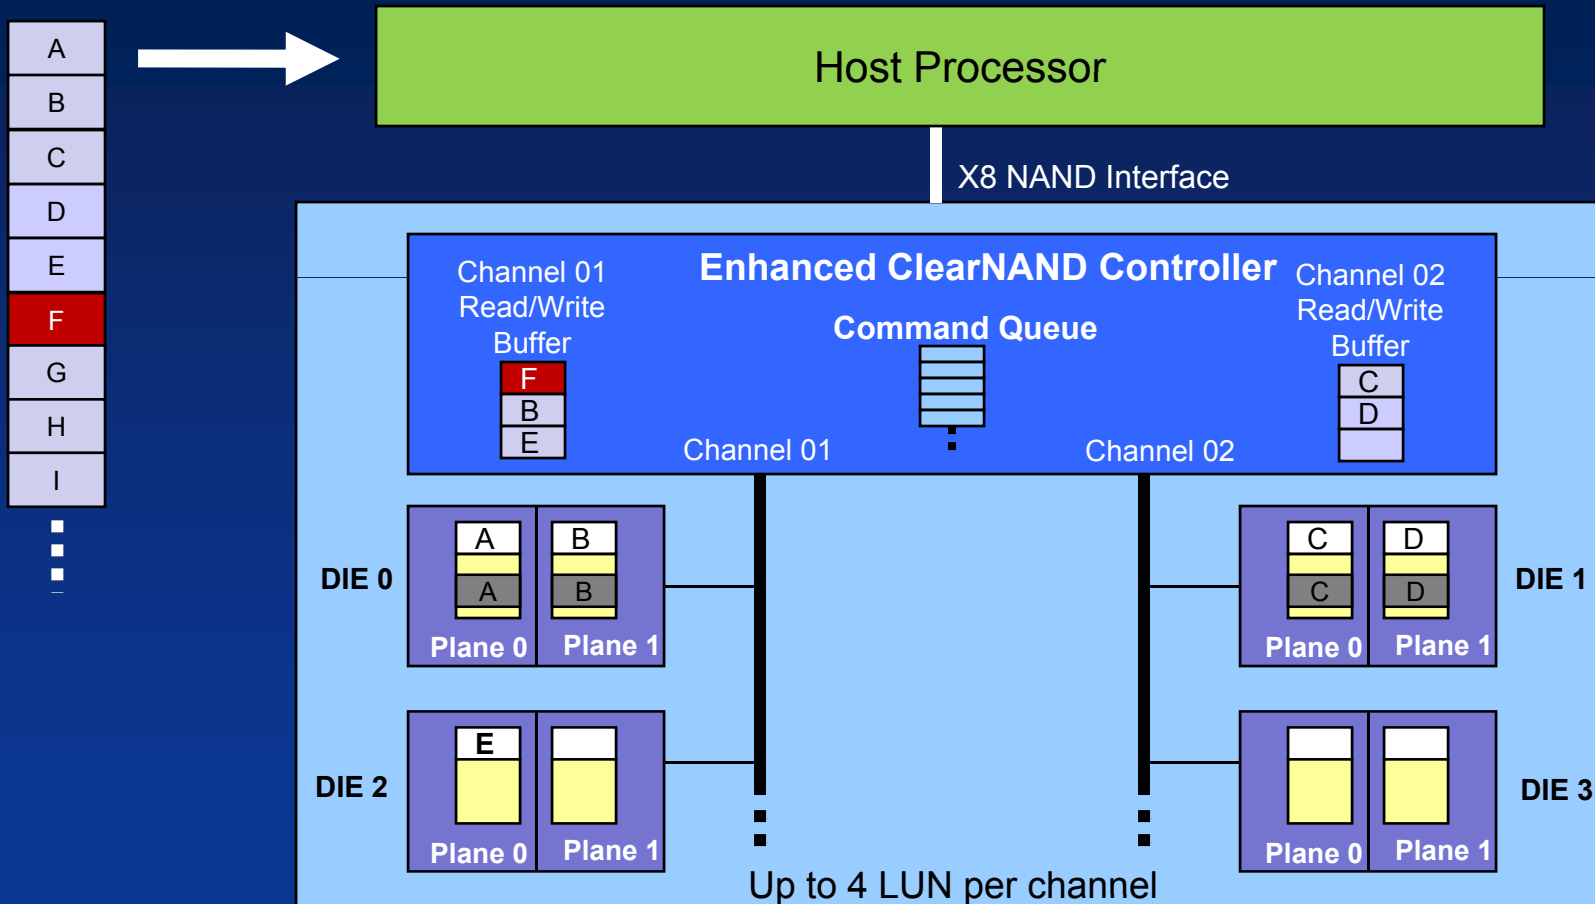 A
B
C
D
E
F
G
H
I
Host Processor
X8 NAND Interface
Enhanced ClearNAND Controller
Channel 01
Read/Write
Buffer
F
B
E
Command Queue
Channel 02
Read/Write
Buffer
C
D
Channel 01
Channel 02
DIE 0
A
B
A
B
Plane 0
Plane 1
C
D
C
D
Plane 0
Plane 1
DIE 1
DIE 2
E
Plane 0
Plane 1
Plane 0
Plane 1
DIE 3
Up to 4 LUN per channel